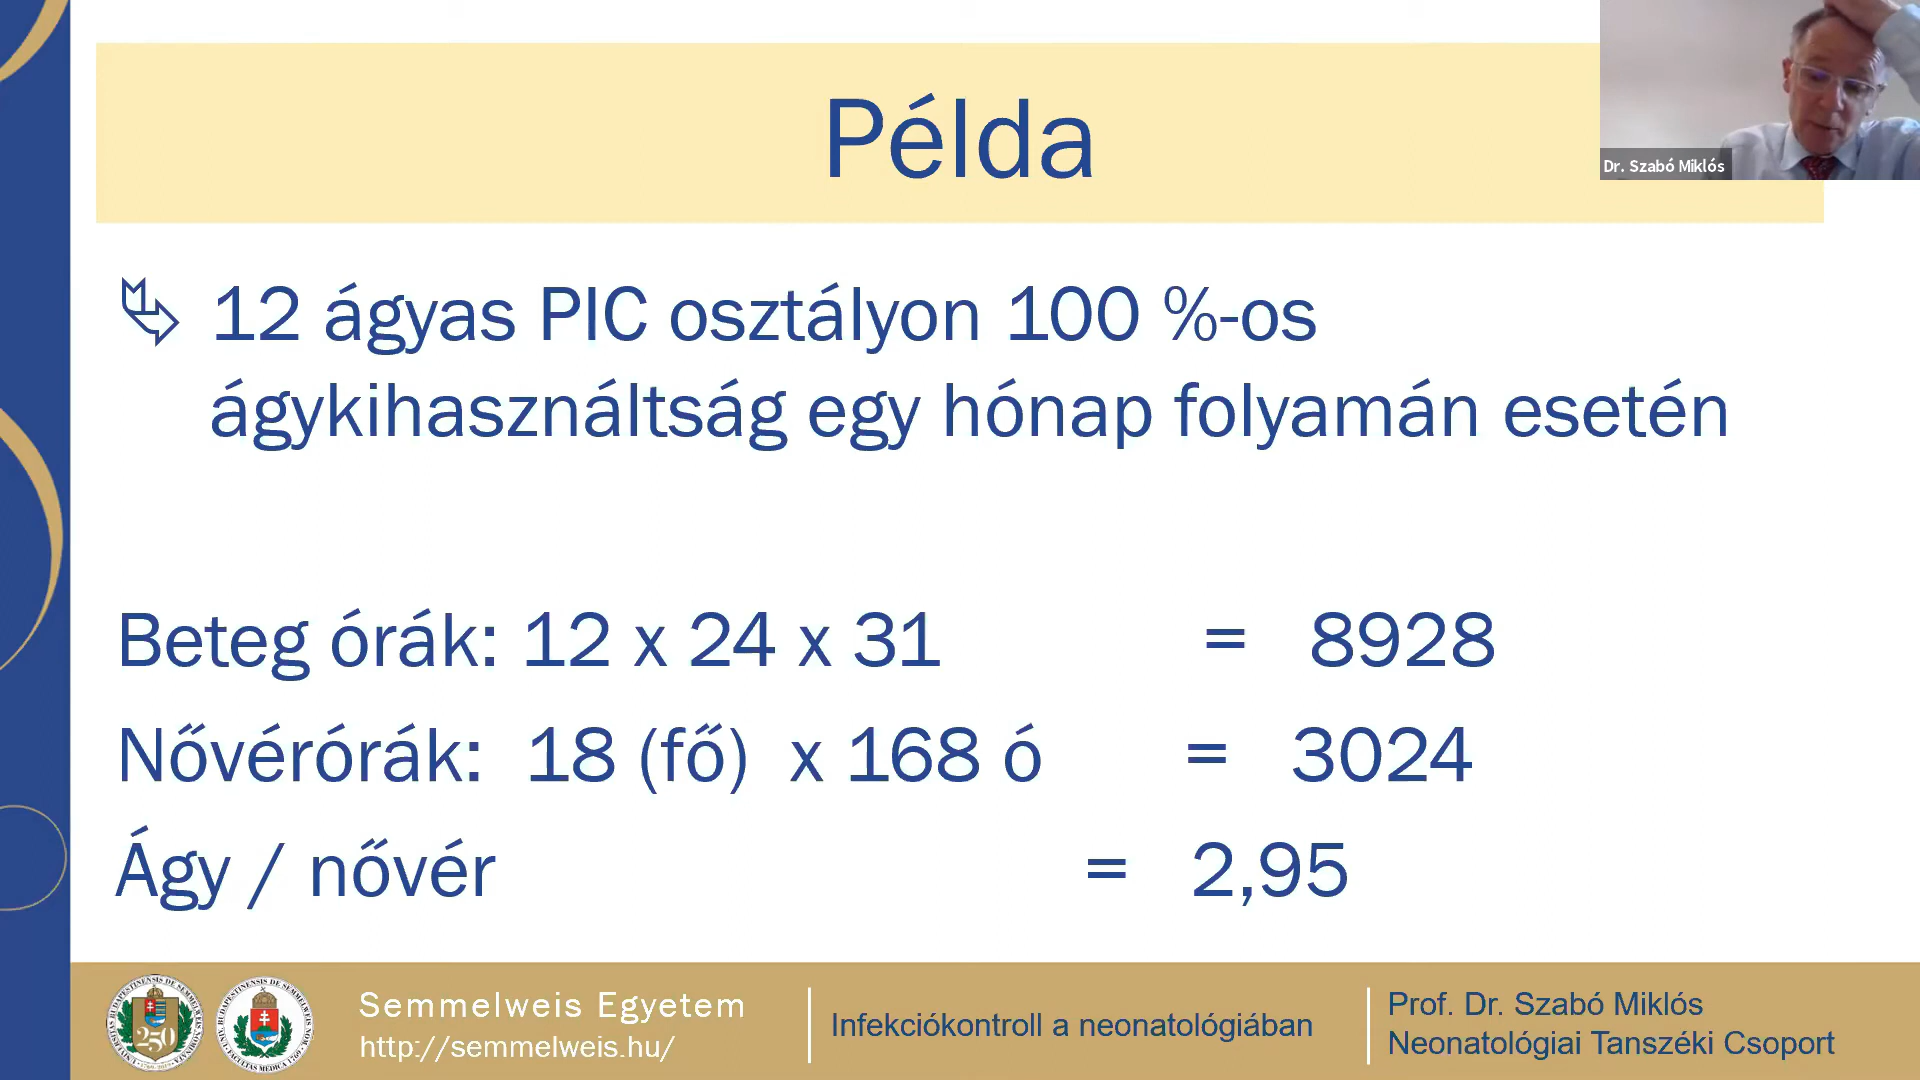 Példa
Dr. Szabó Miklós
12 ágyas PIC osztályon 100 %-os
ágykihasználtság egy hónap folyamán esetén
Beteg órák: 12 x 24 x 31 = 8928
Nővérórák: 18 (fő) x 168 ó = 3024
Ágy / nővér = 2,95
250
Semmelweis Egyetem
http://semmelweis.hu/
Infekciókontroll a neonatológiában
Prof. Dr. Szabó Miklós
Neonatológiai Tanszéki Csoport